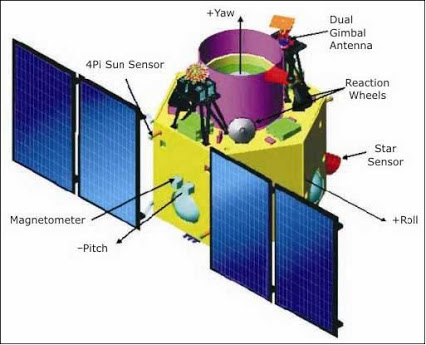 +Yaw
Dual
Gimbal
Antenna
4Pi Sun Sensor
Reaction
Wheels
Star
Sensor
Magnetometer
+Roll
–Pitch